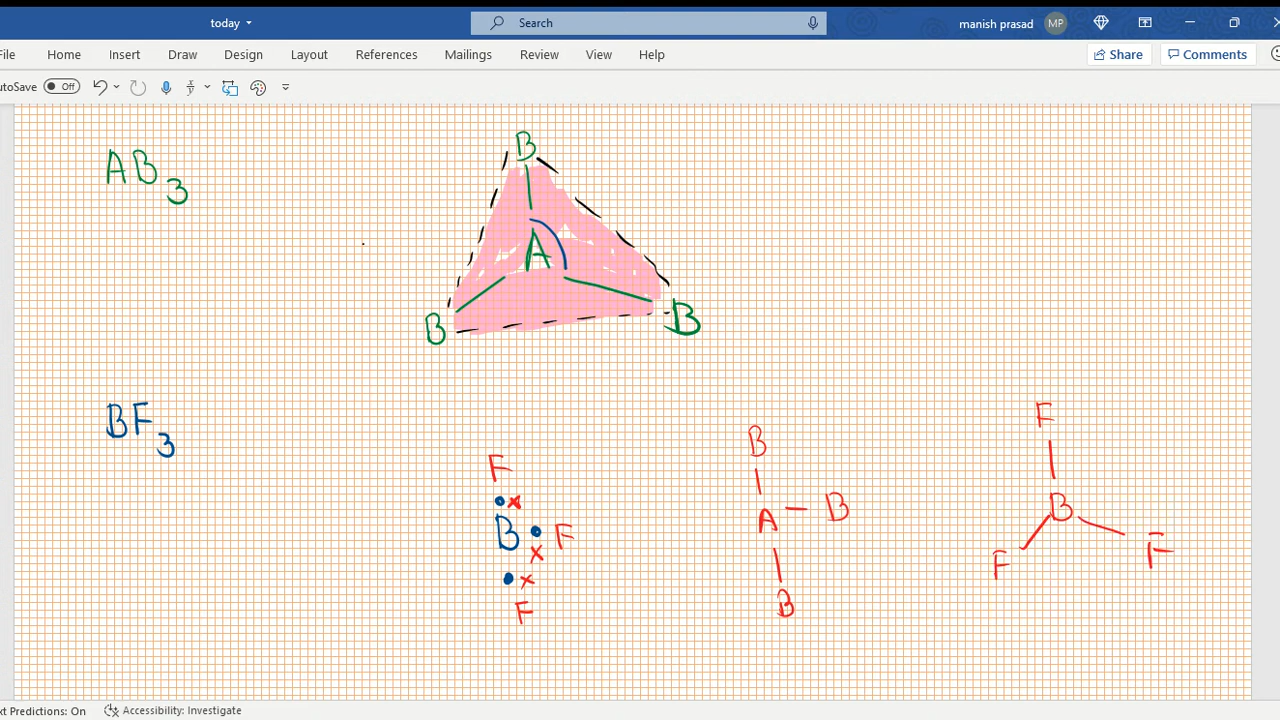 today
Search
manish prasad MP
File Home Insert Draw Design Layout References Mailings Review View Help
Share Comments
AutoSave Off
AB3
B
A
B B
BF3
F
B F
F
B
A - B
B
F
B
F F
Text Predictions: On Accessibility: Investigate